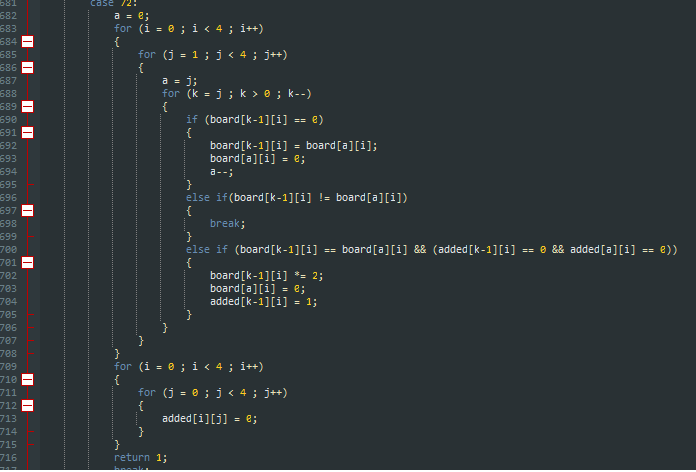 681 case 72:
682 a = 0;
683 for (i = 0 ; i < 4 ; i++)
684 {
685 for (j = 1 ; j < 4 ; j++)
686 {
687 a = j;
688 for (k = j ; k > 0 ; k--)
689 {
690 if (board[k-1][i] == 0)
691 {
692 board[k-1][i] = board[a][i];
693 board[a][i] = 0;
694 a--;
695 }
696 else if(board[k-1][i] != board[a][i])
697 {
698 break;
699 }
700 else if (board[k-1][i] == board[a][i] && (added[k-1][i] == 0 && added[a][i] == 0))
701 {
702 board[k-1][i] *= 2;
703 board[a][i] = 0;
704 added[k-1][i] = 1;
705 }
706 }
707 }
708 }
709 for (i = 0 ; i < 4 ; i++)
710 {
711 for (j = 0 ; j < 4 ; j++)
712 {
713 added[i][j] = 0;
714 }
715 }
716 return 1;
717 break;